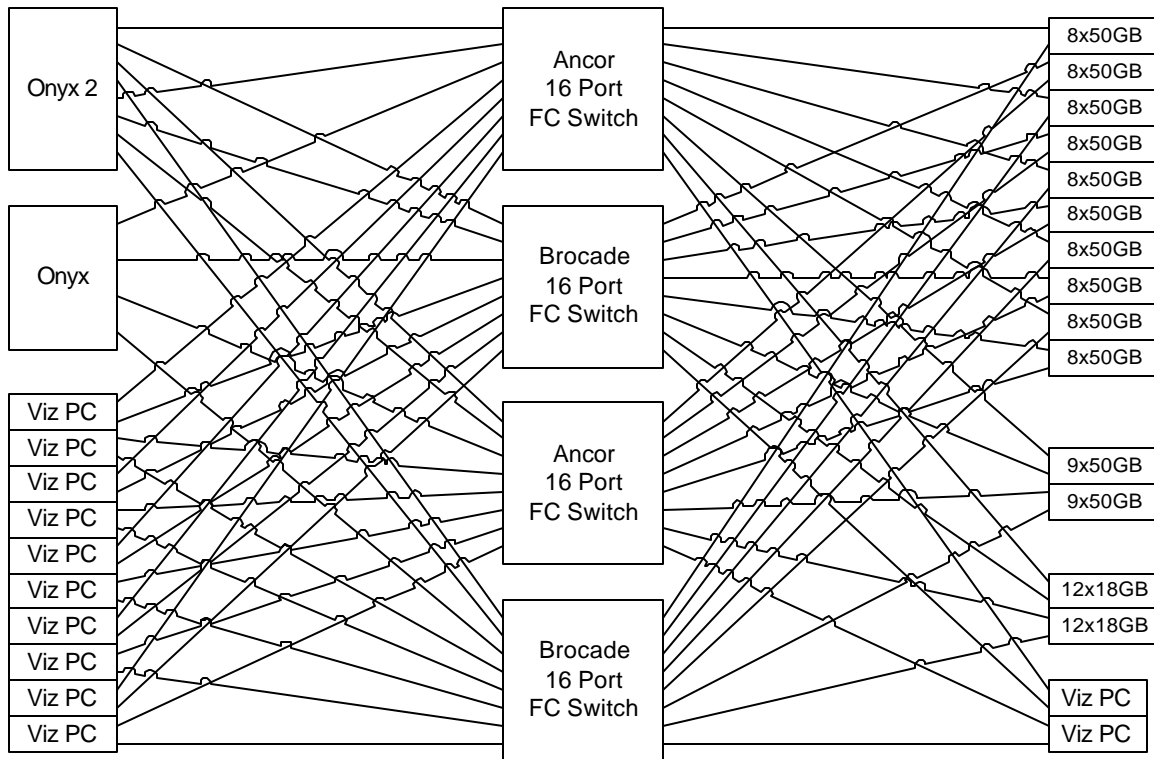 Onyx 2
Onyx
Viz PC
Viz PC
Viz PC
Viz PC
Viz PC
Viz PC
Viz PC
Viz PC
Viz PC
Viz PC
Ancor
16 Port
FC Switch
Brocade
16 Port
FC Switch
Ancor
16 Port
FC Switch
Brocade
16 Port
FC Switch
8x50GB
8x50GB
8x50GB
8x50GB
8x50GB
8x50GB
8x50GB
8x50GB
8x50GB
8x50GB
9x50GB
9x50GB
12x18GB
12x18GB
Viz PC
Viz PC